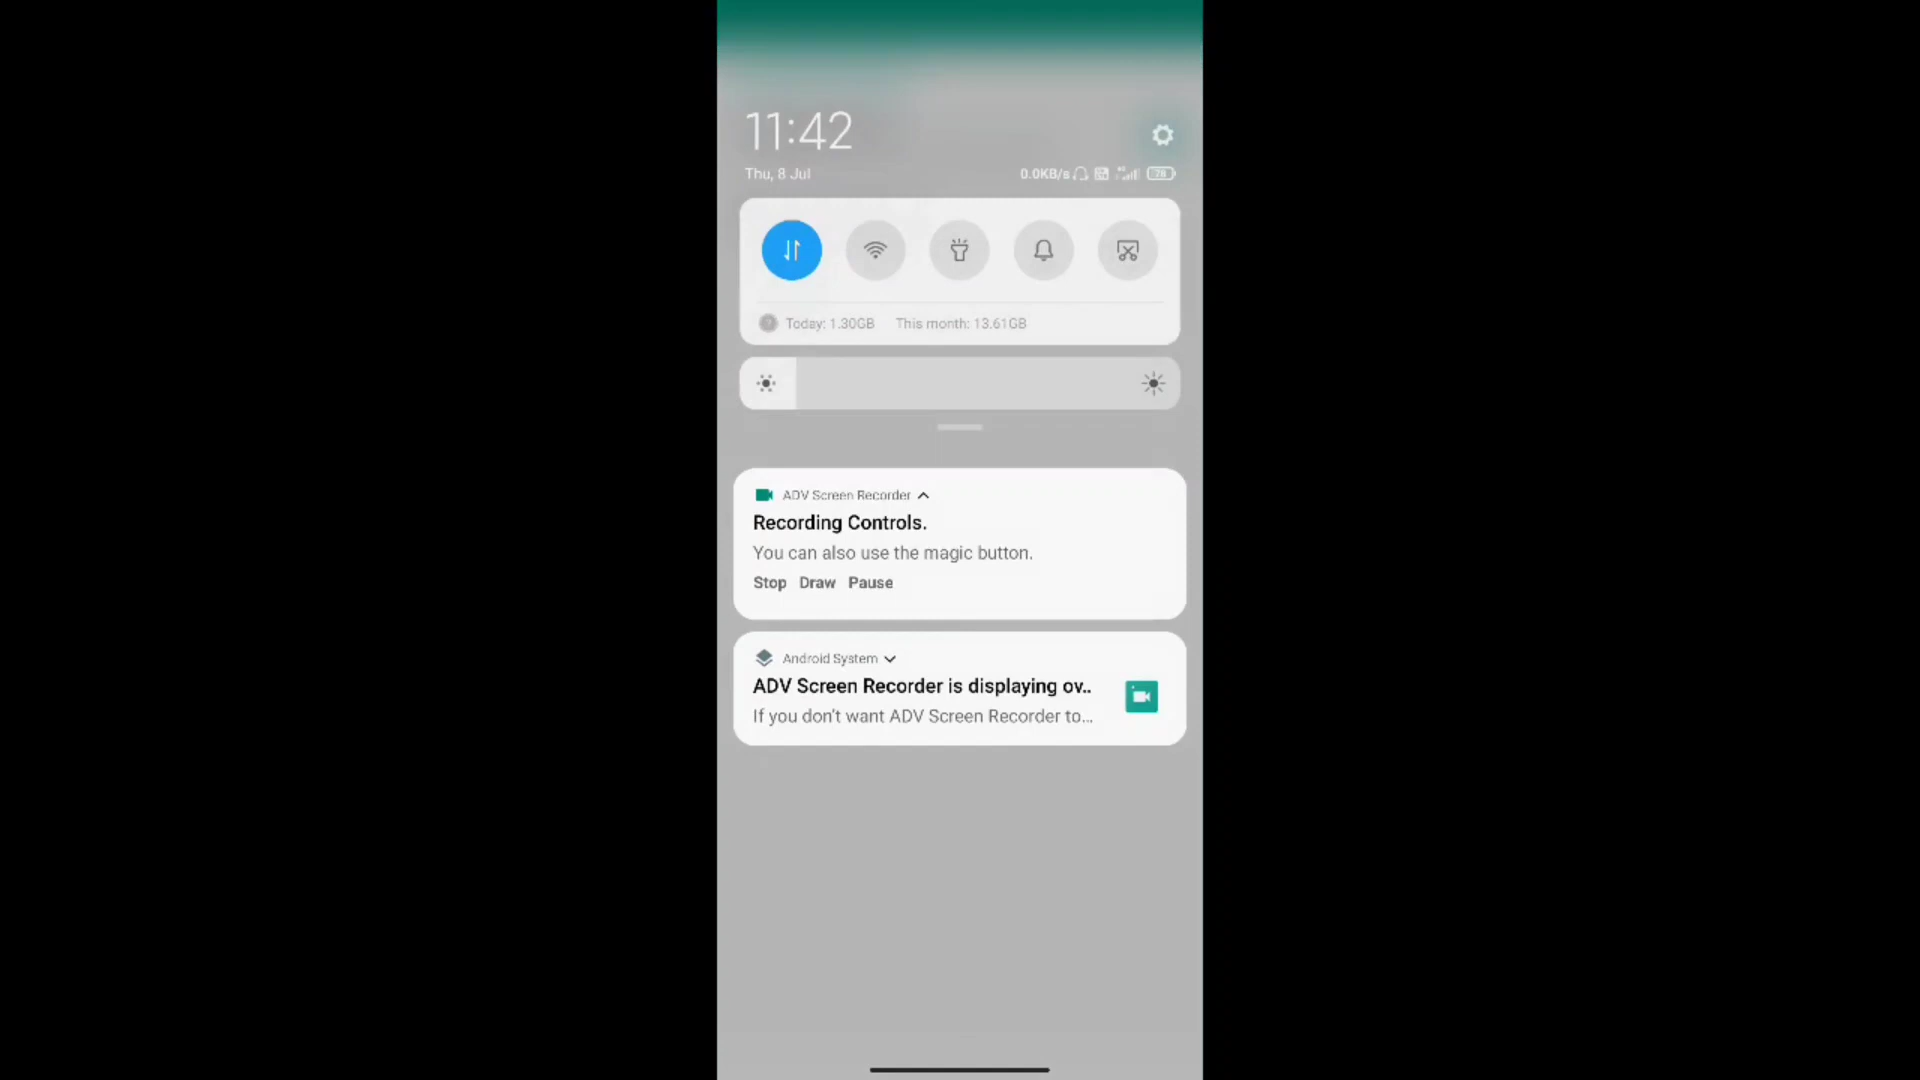 11:42
Thu, 8 Jul
0.0KB/s 4G 78
Today: 1.30GB This month: 13.61GB
ADV Screen Recorder
Recording Controls.
You can also use the magic button.
Stop Draw Pause
Android System
ADV Screen Recorder is displaying ov..
If you don't want ADV Screen Recorder to...